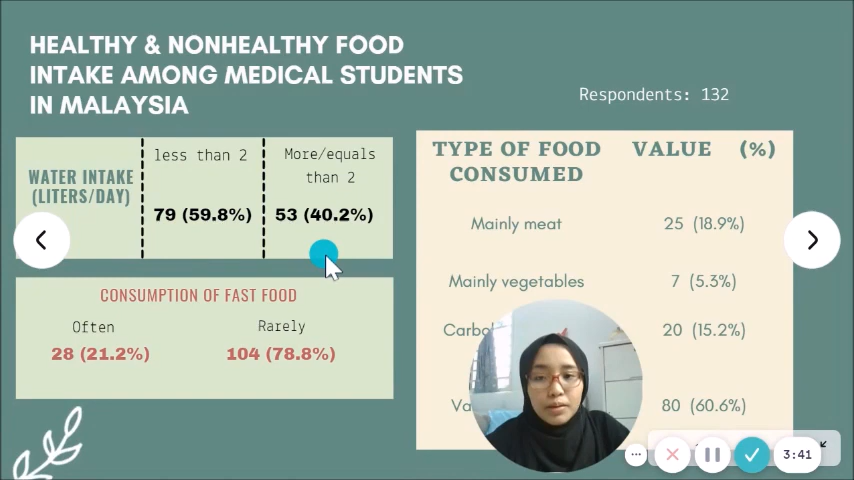 HEALTHY & NONHEALTHY FOOD
INTAKE AMONG MEDICAL STUDENTS
IN MALAYSIA
Respondents: 132
WATER INTAKE
(LITERS/DAY)
less than 2
79 (59.8%)
More/equals
than 2
53 (40.2%)
CONSUMPTION OF FAST FOOD
Often Rarely
28 (21.2%) 104 (78.8%)
TYPE OF FOOD
CONSUMED
VALUE (%)
Mainly meat 25 (18.9%)
Mainly vegetables 7 (5.3%)
20 (15.2%)
80 (60.6%)
3:41